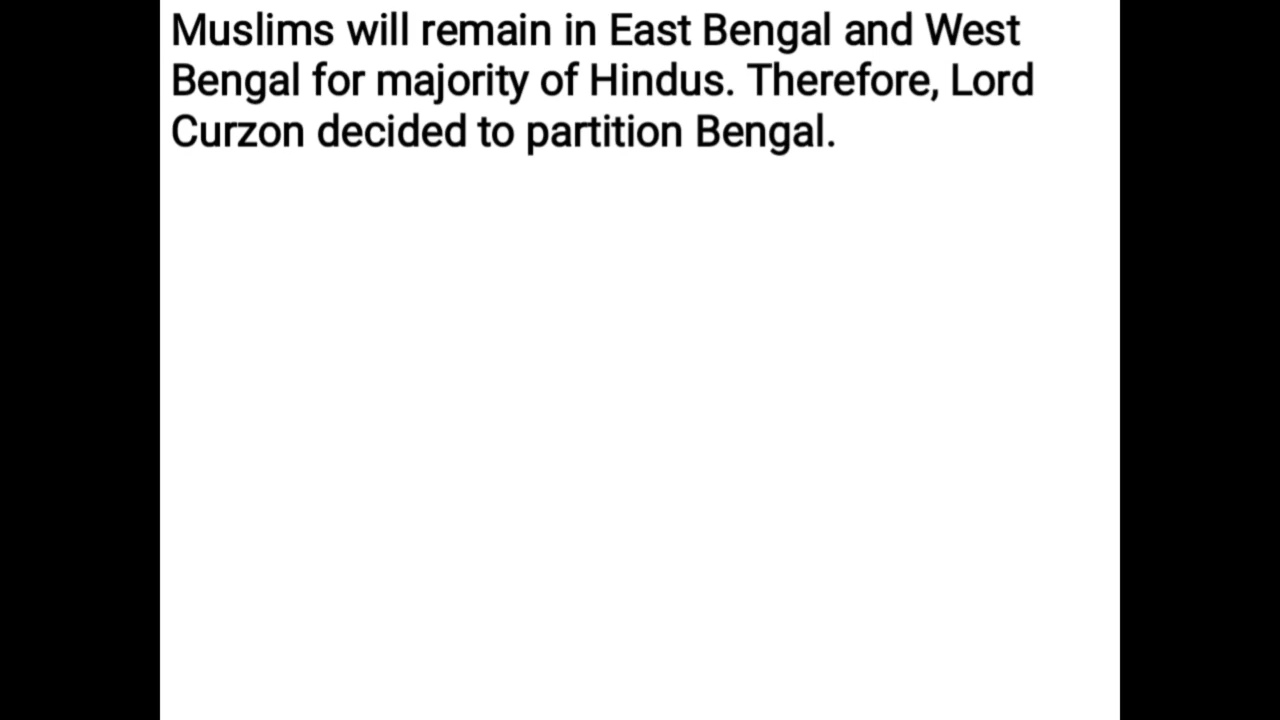 Muslims will remain in East Bengal and West
Bengal for majority of Hindus. Therefore, Lord
Curzon decided to partition Bengal.